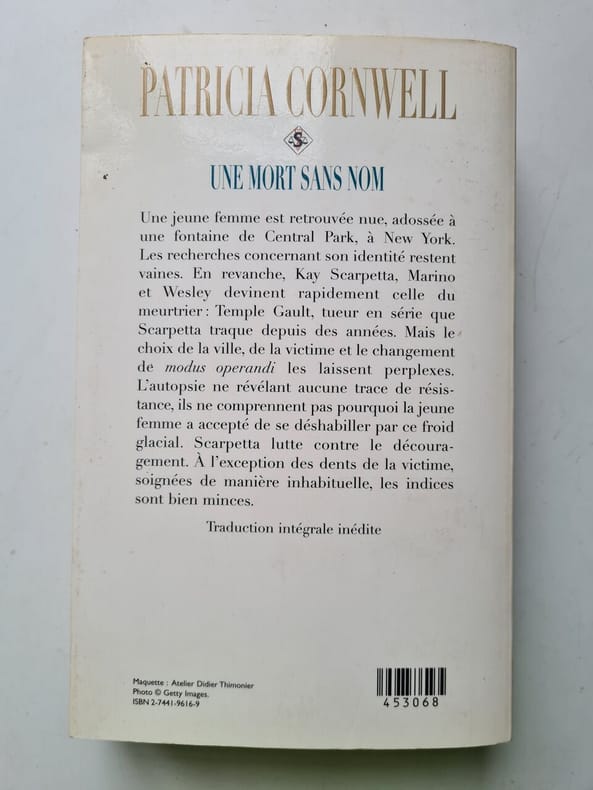 PATRICIA CORNWELL
S
UNE MORT SANS NOM
Une jeune femme est retrouvée nue, adossée à
une fontaine de Central Park, à New York.
Les recherches concernant son identité restent
vaines. En revanche, Kay Scarpetta, Marino
et Wesley devinent rapidement celle du
meurtrier : Temple Gault, tueur en série que
Scarpetta traque depuis des années. Mais le
choix de la ville, de la victime et le changement
de modus operandi les laissent perplexes.
L'autopsie ne révélant aucune trace de résis-
tance, ils ne comprennent pas pourquoi la jeune
femme a accepté de se déshabiller par ce froid
glacial. Scarpetta lutte contre le découra-
gement. À l'exception des dents de la victime,
soignées de manière inhabituelle, les indices
sont bien minces.
Traduction intégrale inédite
Maquette : Atelier Didier Thimonier
Photo © Getty Images.
ISBN 2-7441-9616-9
453068